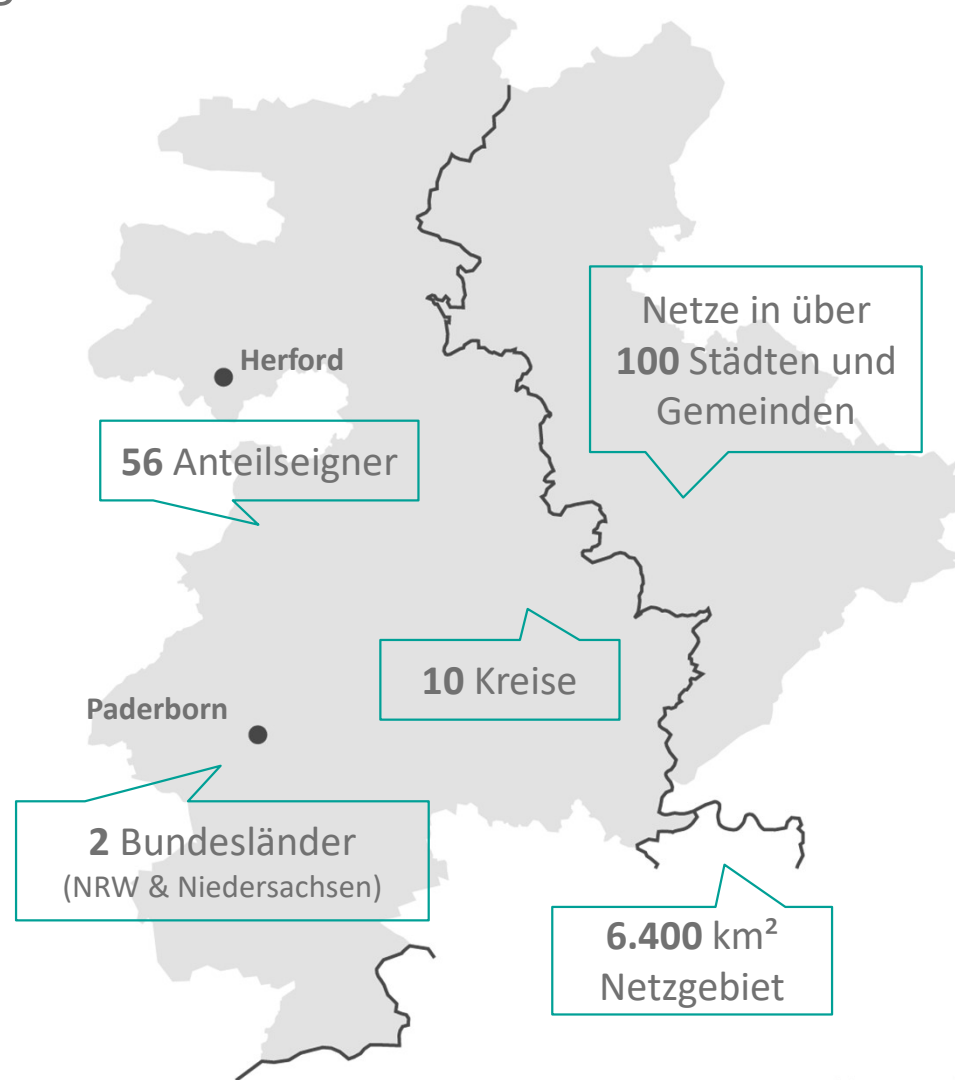 Netze in über
100 Städten und
Gemeinden
Herford
56 Anteilseigner
10 Kreise
Paderborn
2 Bundesländer
(NRW & Niedersachsen)
6.400 km²
Netzgebiet